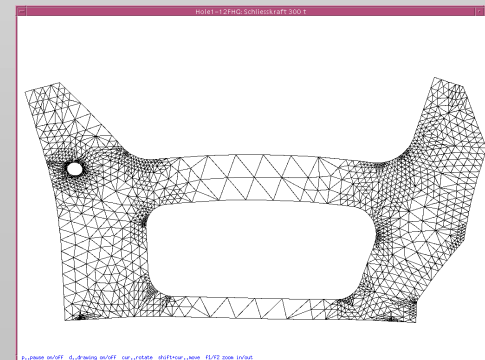 Hole1-12FHG: Schliesskraft 300 t
p,,pause on/off d,,drawing on/off cur,,rotate shift+cur,,move F1/F2 zoom in/out